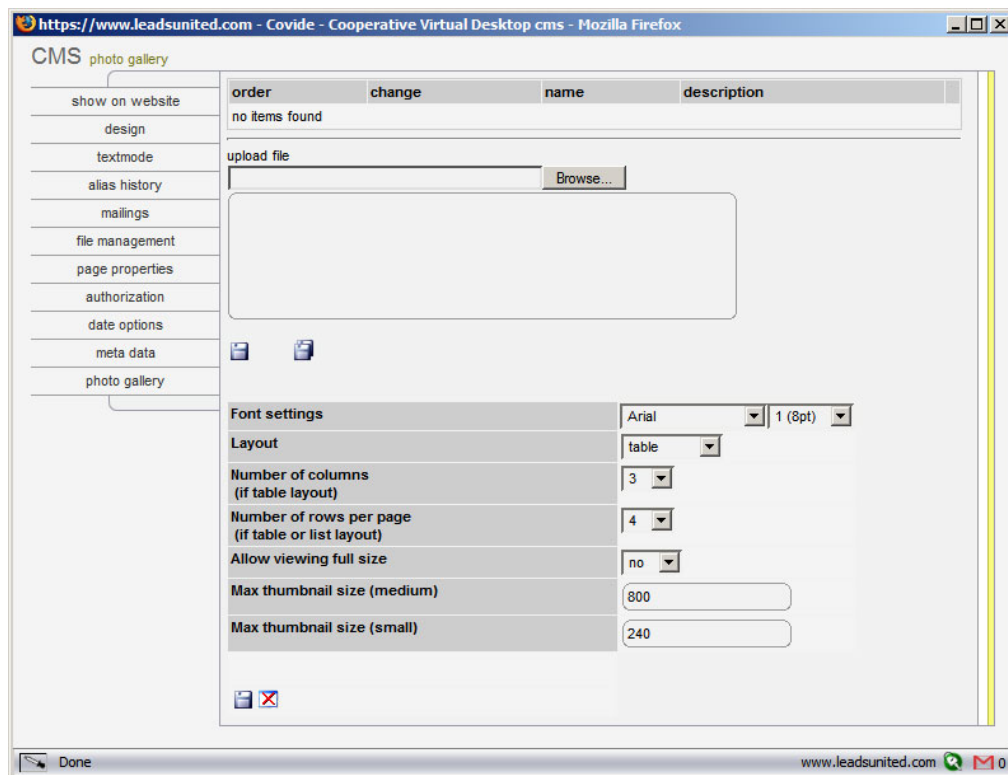 https://www.leadsunited.com - Covide - Cooperative Virtual Desktop cms - Mozilla Firefox
CMS photo gallery
show on website
design
textmode
alias history
mailings
file management
page properties
authorization
date options
meta data
photo gallery
order change name description
no items found
upload file
Browse...
Font settings Arial 1 (8pt)
Layout table
Number of columns
(if table layout) 3
Number of rows per page
(if table or list layout) 4
Allow viewing full size no
Max thumbnail size (medium) 800
Max thumbnail size (small) 240
Done www.leadsunited.com 0